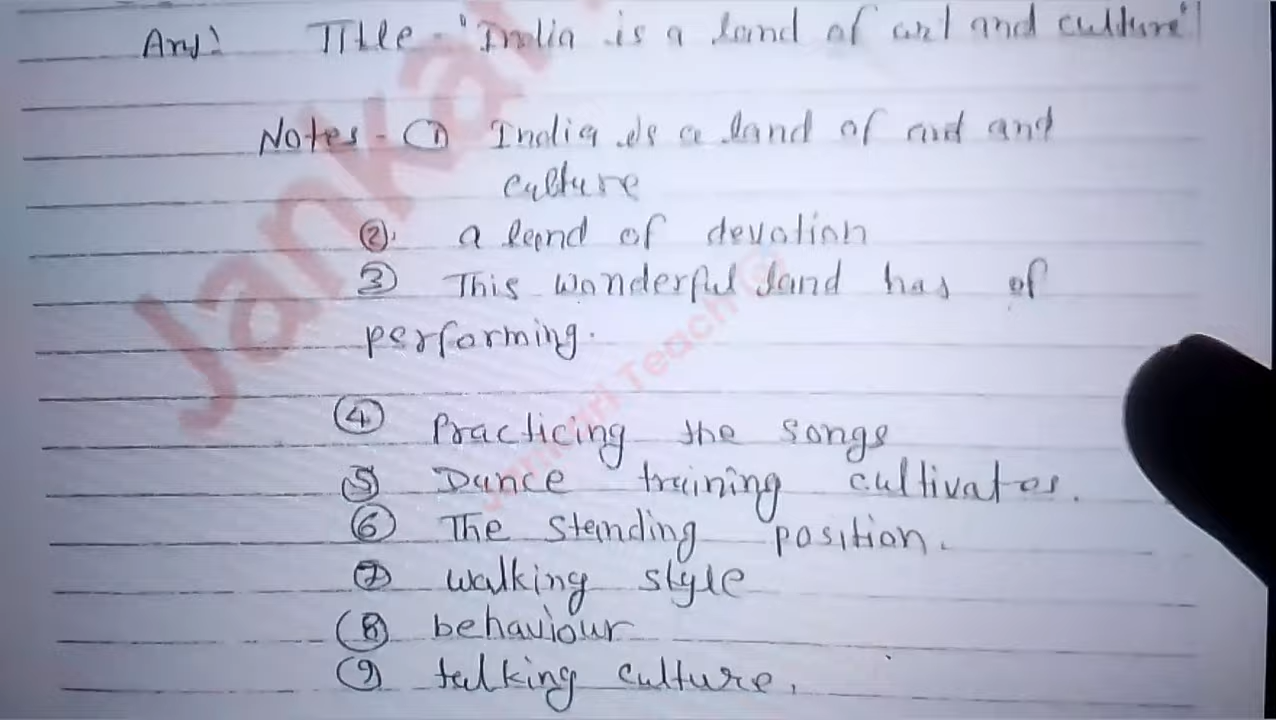 Ans: Title - "India is a land of art and culture"
Notes - ① India is a land of art and
culture
②. a land of devotion
③ This wonderful land has of
performing.
④ Practicing the songs
⑤ Dance training cultivates.
⑥ The standing position.
⑦ walking style
⑧ behaviour
⑨ talking culture.